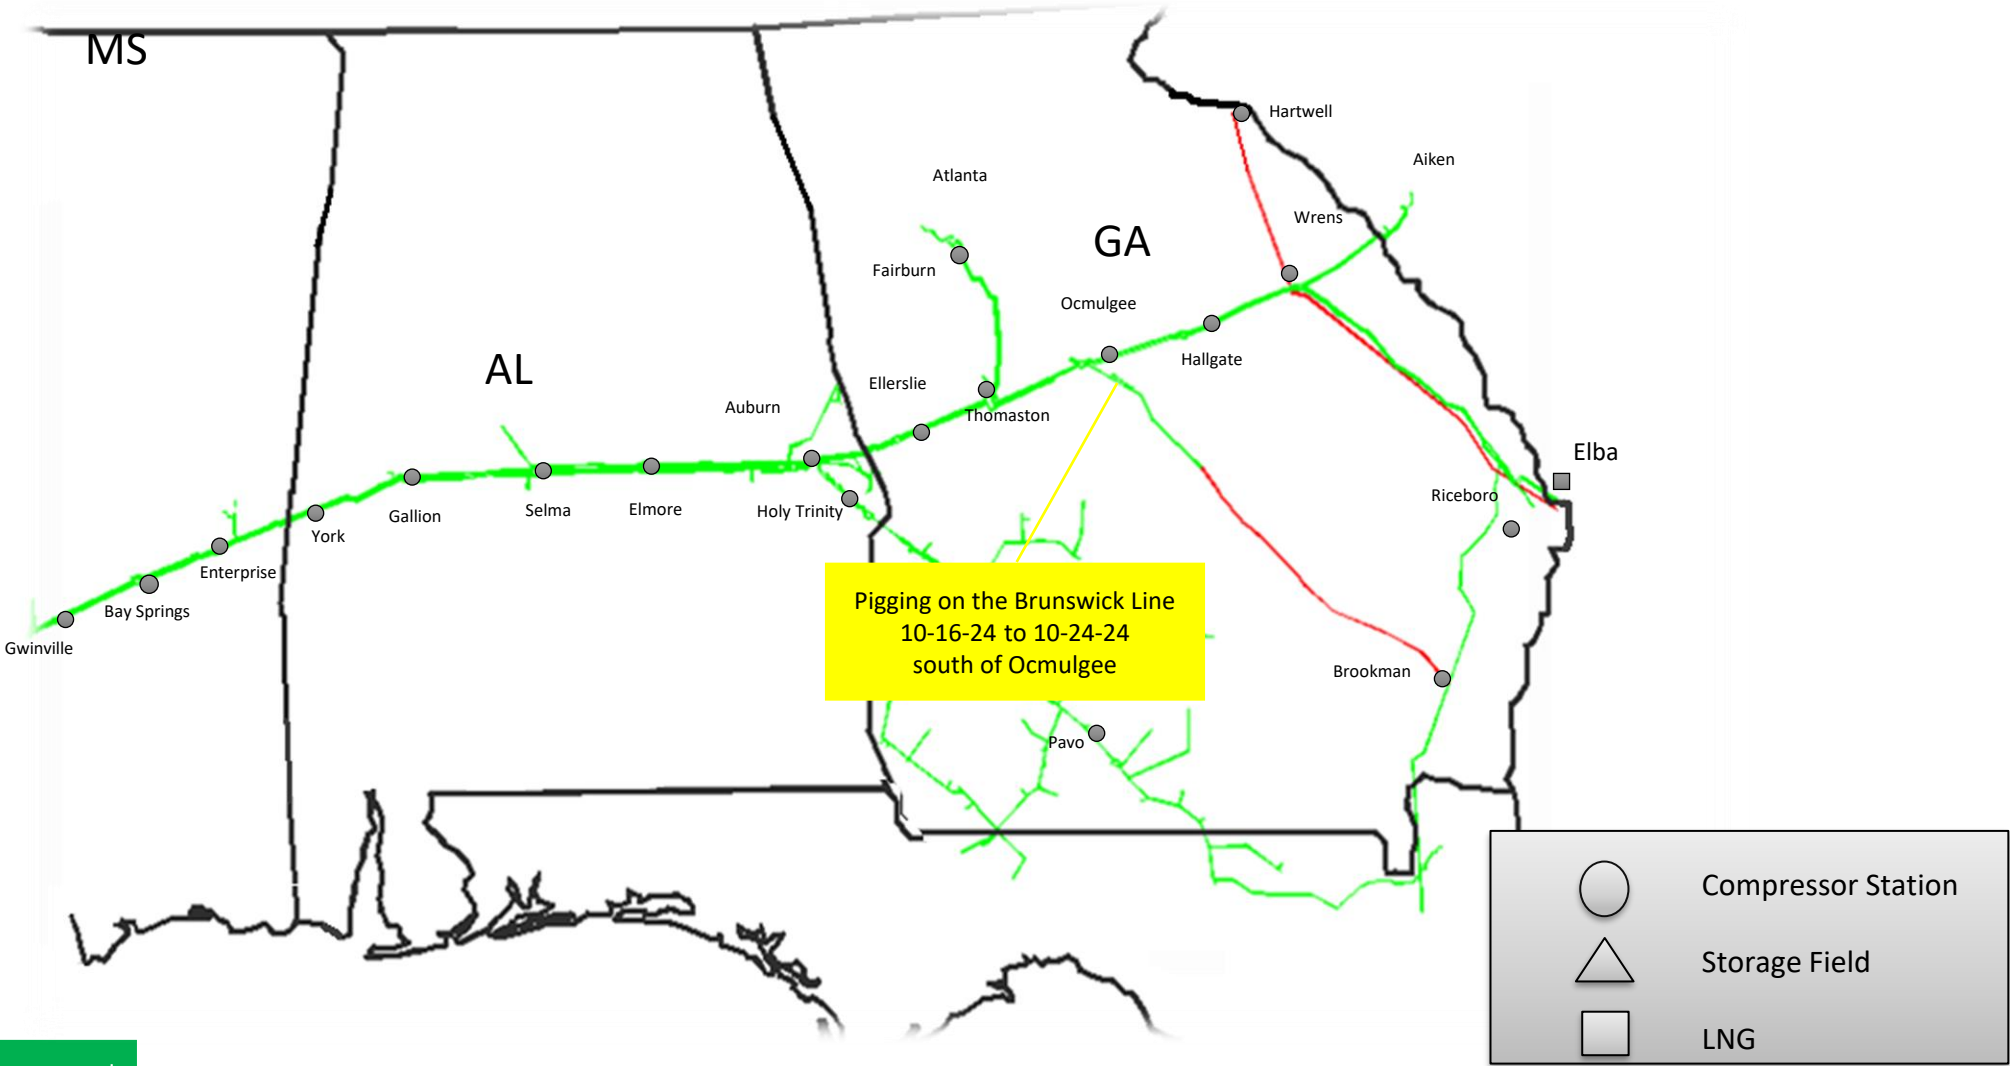 MS
Hartwell
Aiken
Atlanta
Wrens
GA
Fairburn
Ocmulgee
Hallgate
AL
Ellerslie
Auburn
Thomaston
Elba
Riceboro
Gallion
Selma
Elmore
Holy Trinity
York
Enterprise
Bay Springs
Gwinville
Pigging on the Brunswick Line
10-16-24 to 10-24-24
south of Ocmulgee
Brookman
Pavo
Compressor Station
Storage Field
LNG